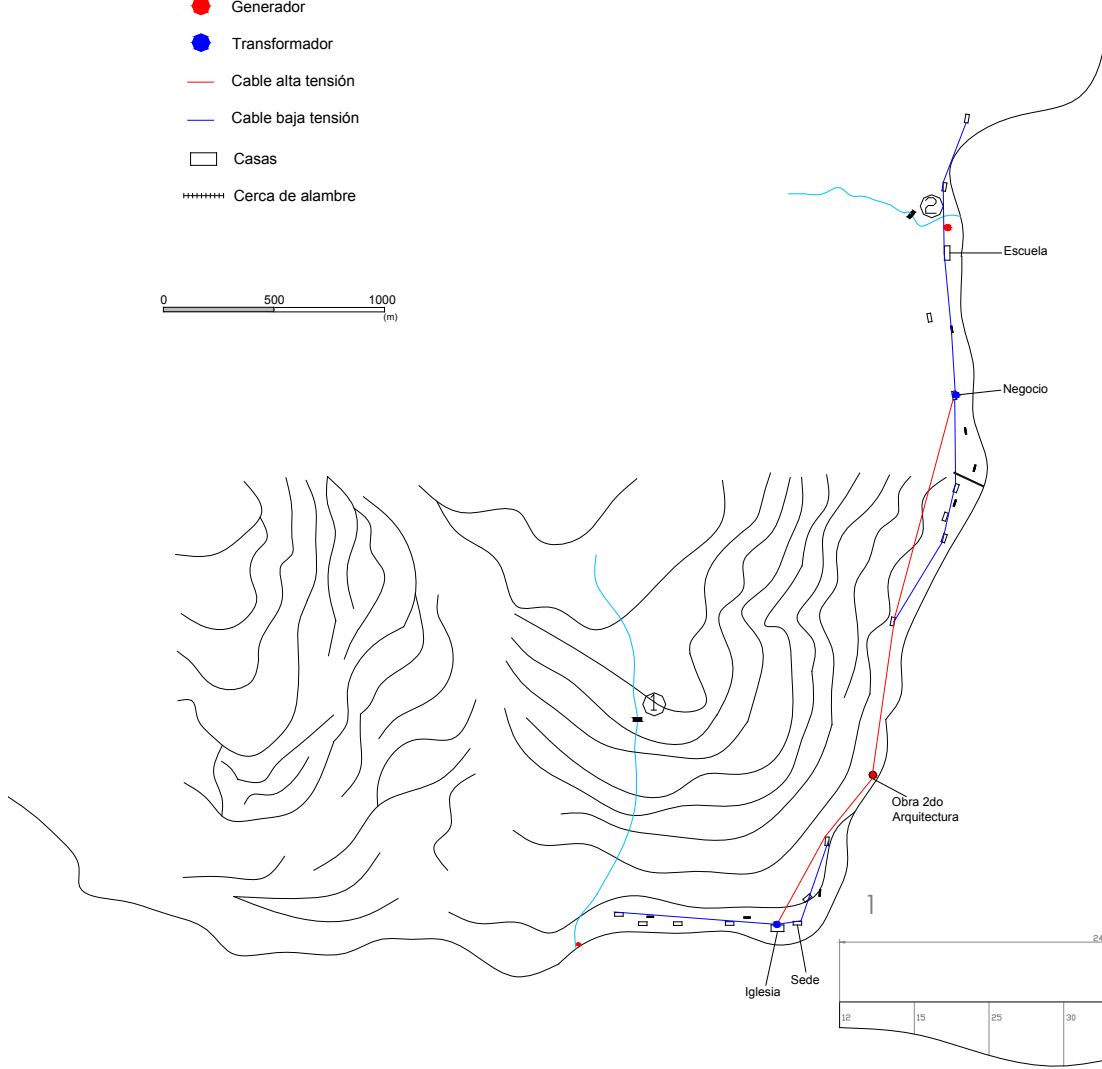 Generador
Transformador
Cable alta tensión
Cable baja tensión
Casas
Cerca de alambre
0 500 1000
(m)
2
Escuela
Negocio
1
Obra 2do
Arquitectura
1
Sede
Iglesia
24
12 15 25 30